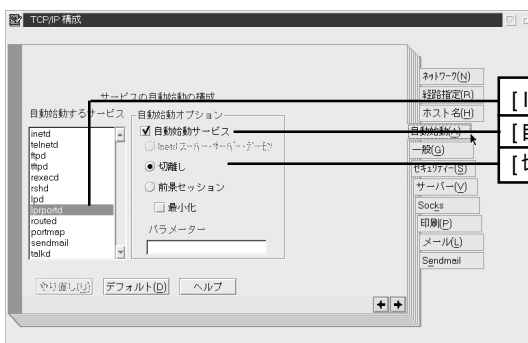 TCP/IP 構成
サービスの自動始動の構成
自動始動するサービス
inetd
telnetd
ftpd
tftpd
rexecd
rshd
lpd
lprportd
routed
portmap
sendmail
talkd
自動始動オプション
自動始動サービス
Inetd スーパー・サーバー・デーモン
切離し
前景セッション
最小化
パラメーター
やり直し(U)
デフォルト(D)
ヘルプ
ネットワーク(N)
経路指定(R)
ホスト名(H)
自動始動(A)
一般(G)
セキュリティー(S)
サーバー(V)
Socks
印刷(P)
メール(L)
Sendmail
[l
[自
[切